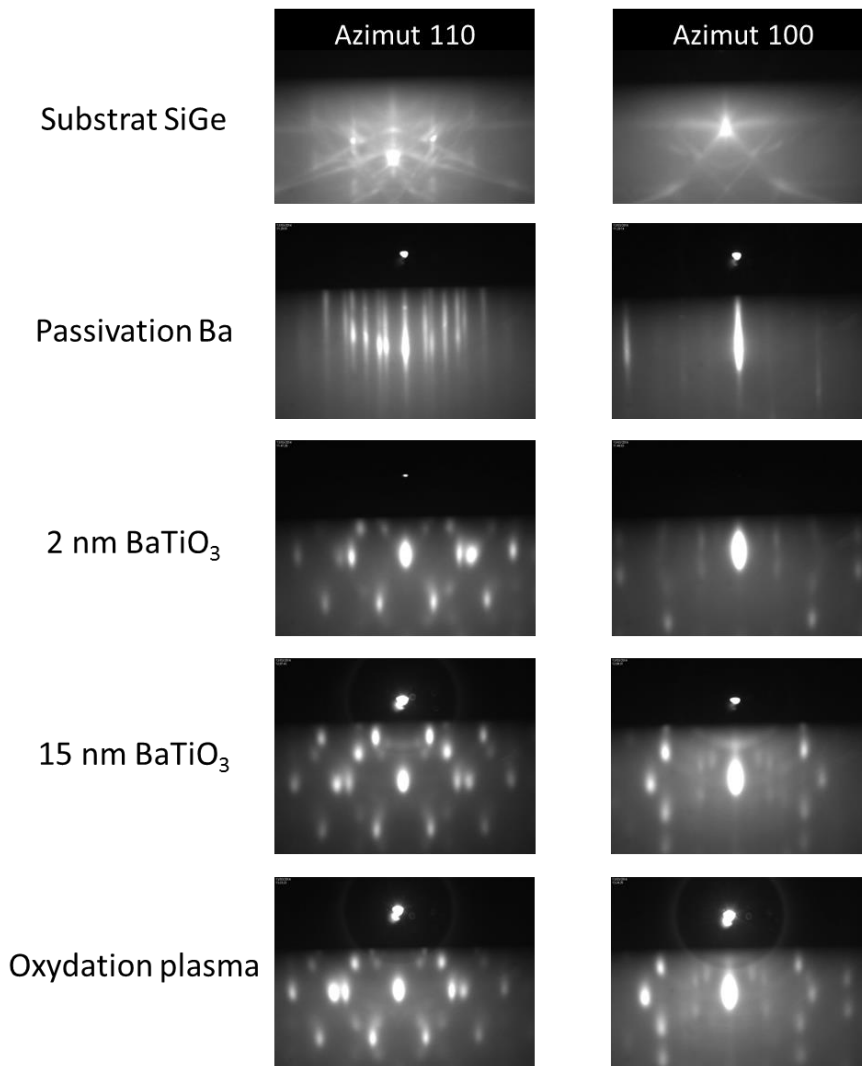 Azimut 110
Azimut 100
Substrat SiGe
Passivation Ba
2 nm BaTiO₃
15 nm BaTiO₃
Oxydation plasma